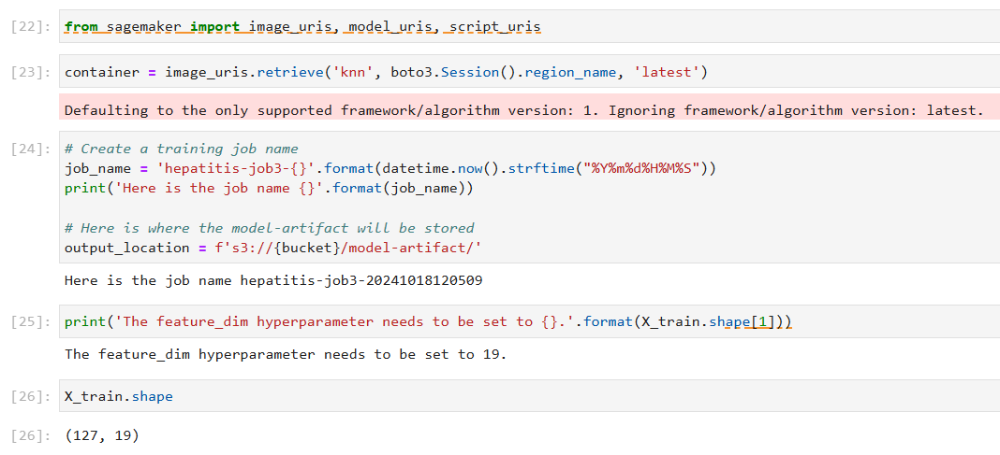 [22]: from sagemaker import image_uris, model_uris, script_uris
[23]: container = image_uris.retrieve('knn', boto3.Session().region_name, 'latest')
Defaulting to the only supported framework/algorithm version: 1. Ignoring framework/algorithm version: latest.
[24]: # Create a training job name
job_name = 'hepatitis-job3-{}'.format(datetime.now().strftime("%Y%m%d%H%M%S"))
print('Here is the job name {}'.format(job_name))
# Here is where the model-artifact will be stored
output_location = f's3://{bucket}/model-artifact/'
Here is the job name hepatitis-job3-20241018120509
[25]: print('The feature_dim hyperparameter needs to be set to {}.'.format(X_train.shape[1]))
The feature_dim hyperparameter needs to be set to 19.
[26]: X_train.shape
[26]: (127, 19)